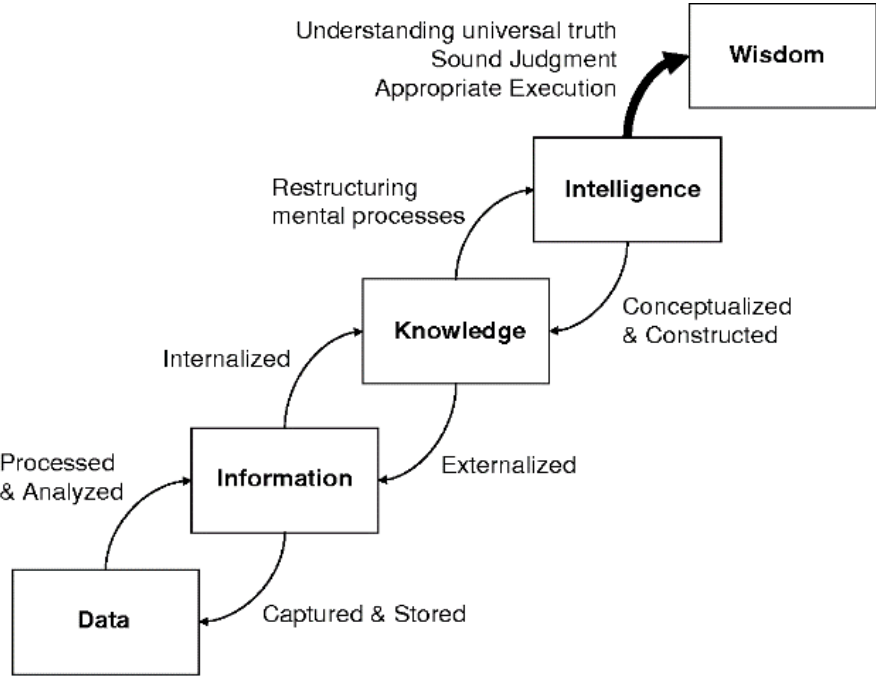 Understanding universal truth
Sound Judgment
Appropriate Execution
Wisdom
Restructuring
mental processes
Intelligence
Conceptualized
& Constructed
Internalized
Knowledge
Externalized
Processed
& Analyzed
Information
Captured & Stored
Data